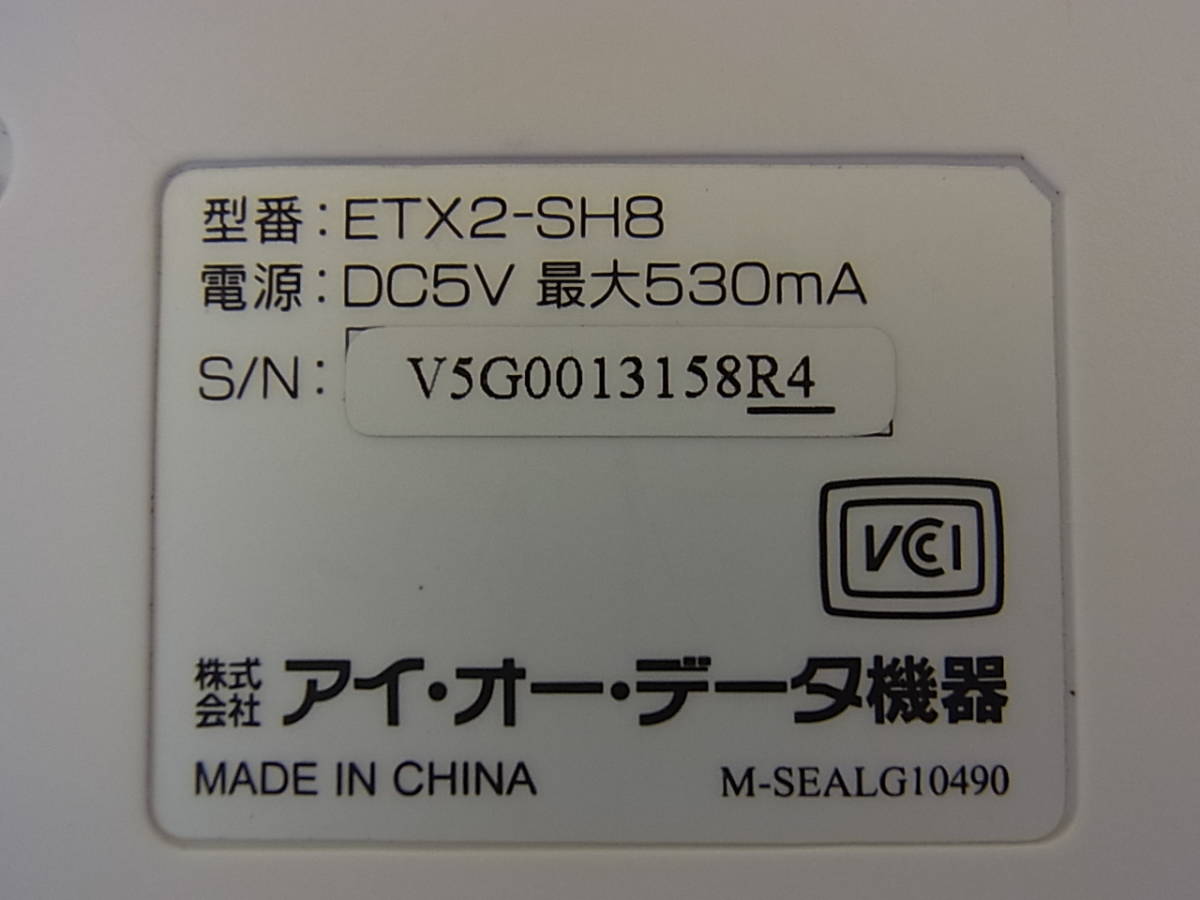 型番:ETX2-SH8
電源:DC5V 最大530mA
S/N: V5G0013158R4
VCCI
株式会社 アイ・オー・データ機器
MADE IN CHINA M-SEALG10490